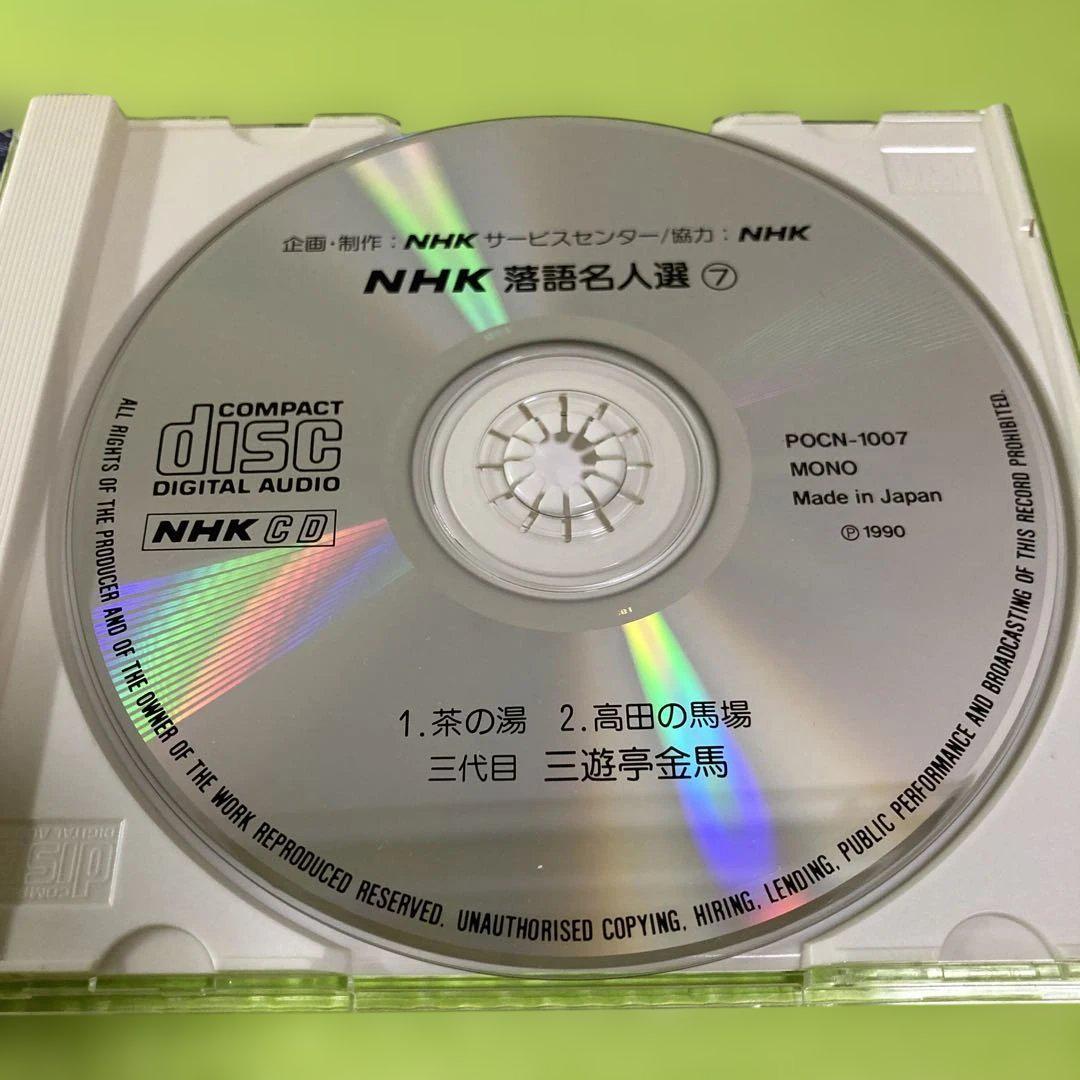 企画・制作：NHK サービスセンター/協力：NHK
NHK 落語名人選 ⑦
COMPACT
disc
DIGITAL AUDIO
NHK CD
POCN-1007
MONO
Made in Japan
Ⓟ 1990
1.茶の湯 2.高田の馬場
三代目 三遊亭金馬
ALL RIGHTS OF THE PRODUCER AND OF THE OWNER OF THE WORK REPRODUCED RESERVED. UNAUTHORISED COPYING, HIRING, LENDING, PUBLIC PERFORMANCE AND BROADCASTING OF THIS RECORD PROHIBITED.